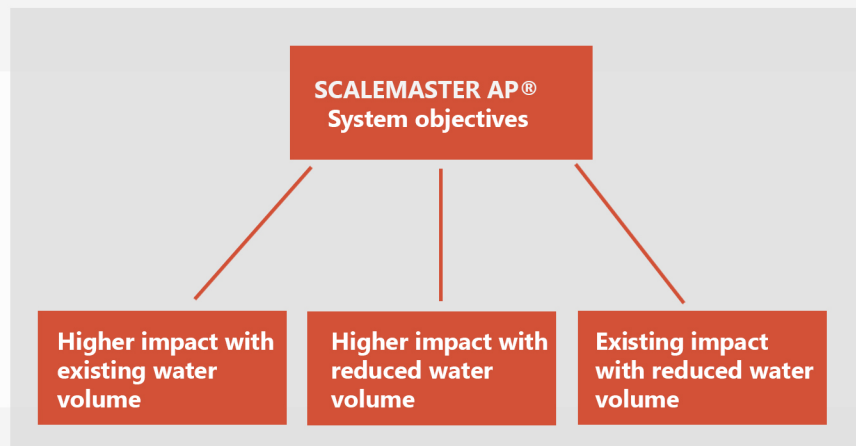 SCALEMASTER AP®
System objectives
Higher impact with
existing water
volume
Higher impact with
reduced water
volume
Existing impact
with reduced water
volume